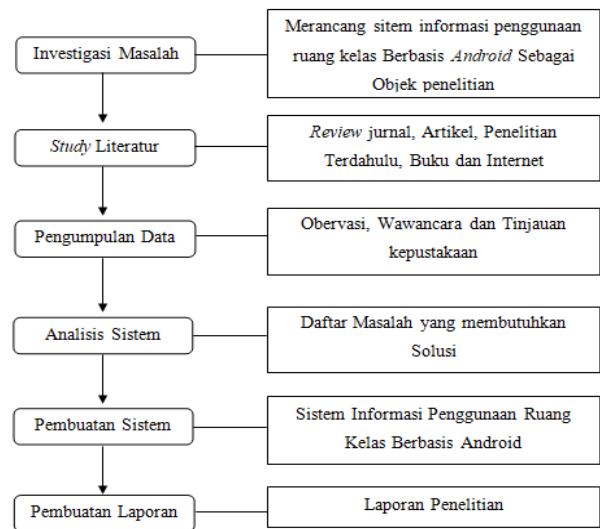 Investigasi Masalah
Merancang sitem informasi penggunaan
ruang kelas Berbasis Android Sebagai
Objek penelitian
Study Literatur
Review jurnal, Artikel, Penelitian
Terdahulu, Buku dan Internet
Pengumpulan Data
Obervasi, Wawancara dan Tinjauan
kepustakaan
Analisis Sistem
Daftar Masalah yang membutuhkan
Solusi
Pembuatan Sistem
Sistem Informasi Penggunaan Ruang
Kelas Berbasis Android
Pembuatan Laporan
Laporan Penelitian